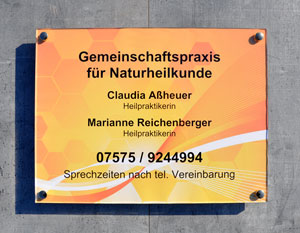 Gemeinschaftspraxis
für Naturheilkunde
Claudia Aßheuer
Heilpraktikerin
Marianne Reichenberger
Heilpraktikerin
07575 / 9244994
Sprechzeiten nach tel. Vereinbarung